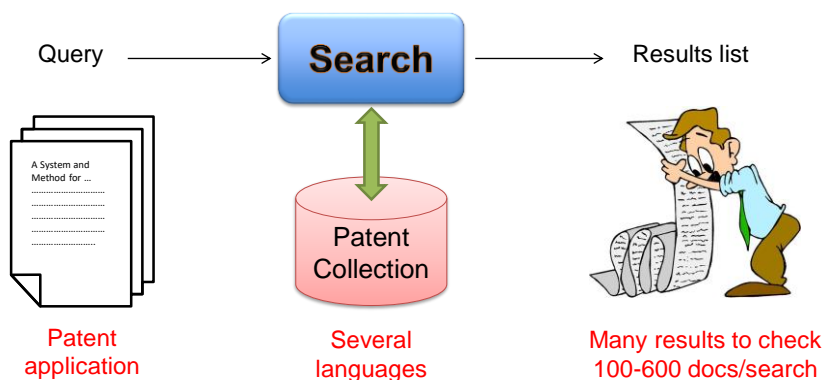 Query
Search
Results list
A System and
Method for ...
Patent
Collection
Patent
application
Several
languages
Many results to check
100-600 docs/search